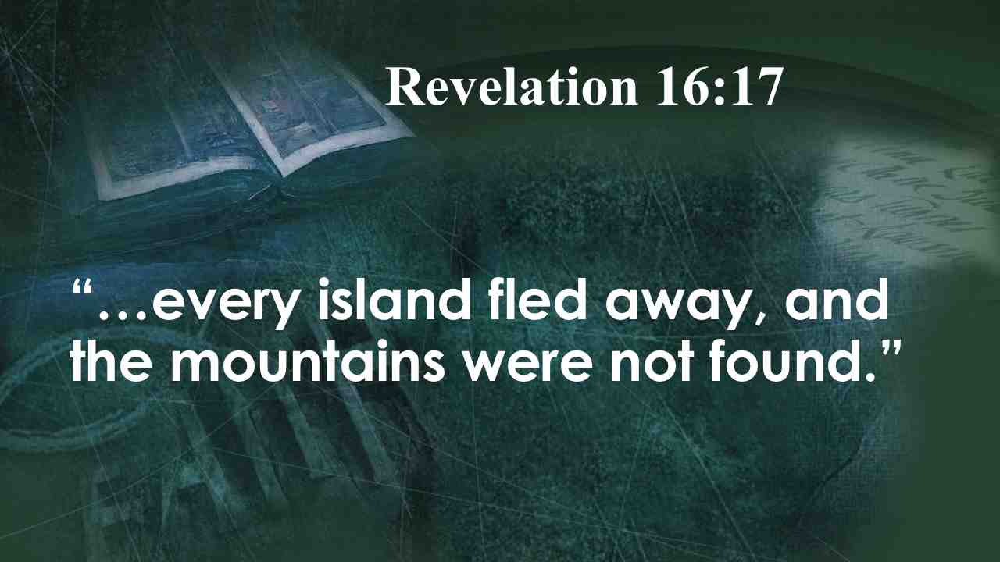 Revelation 16:17
“…every island fled away, and
the mountains were not found.”